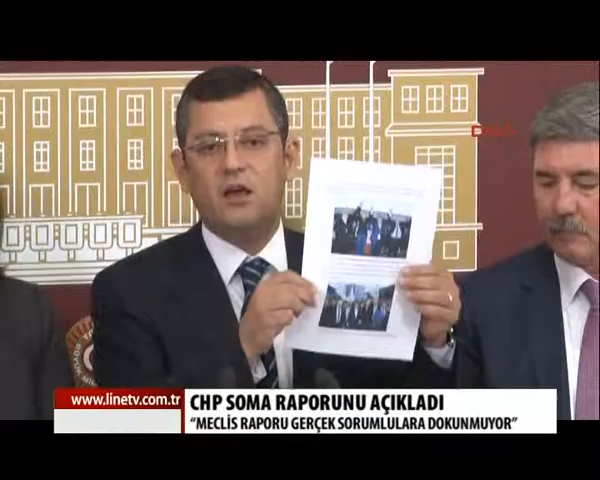 www.linetv.com.tr
CHP SOMA RAPORUNU AÇIKLADI
“MECLİS RAPORU GERÇEK SORUMLULARA DOKUNMUYOR”